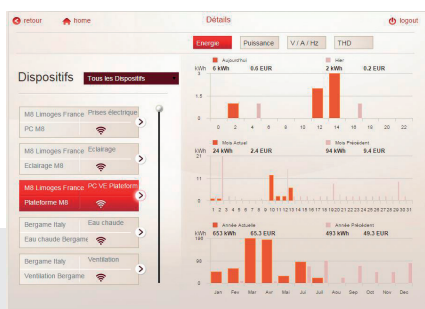 retour home Détails logout
Energie Puissance V / A / Hz THD
Dispositifs Tous les Dispositifs
M8 Limoges France Prises électrique
PC M8
M8 Limoges France Eclairage
Eclairage M8
M8 Limoges France PC VE Plateform
Plateforme M8
Bergame Italy Eau chaude
Eau chaude Bergame
Bergame Italy Ventilation
Ventilation Bergame
Aujourd'hui Hier
kWh 6 kWh 0.6 EUR 2 kWh 0.2 EUR
3
1.5
0 2 4 6 8 10 12 14 16 18 20 22
Mois Actuel Mois Précédent
kWh 24 kWh 2.4 EUR 94 kWh 9.4 EUR
21
11
1 2 3 4 5 6 7 8 9 10 11 12 13 14 15 16 17 18 19 20 21 22 23 24 25 26 27 28 29 30 31
Année Actuelle Année Précédent
kWh 653 kWh 65.3 EUR 493 kWh 49.3 EUR
Jan Fev Mar Avr Mai Jui Juil Aou Sep Oct Nov Dec